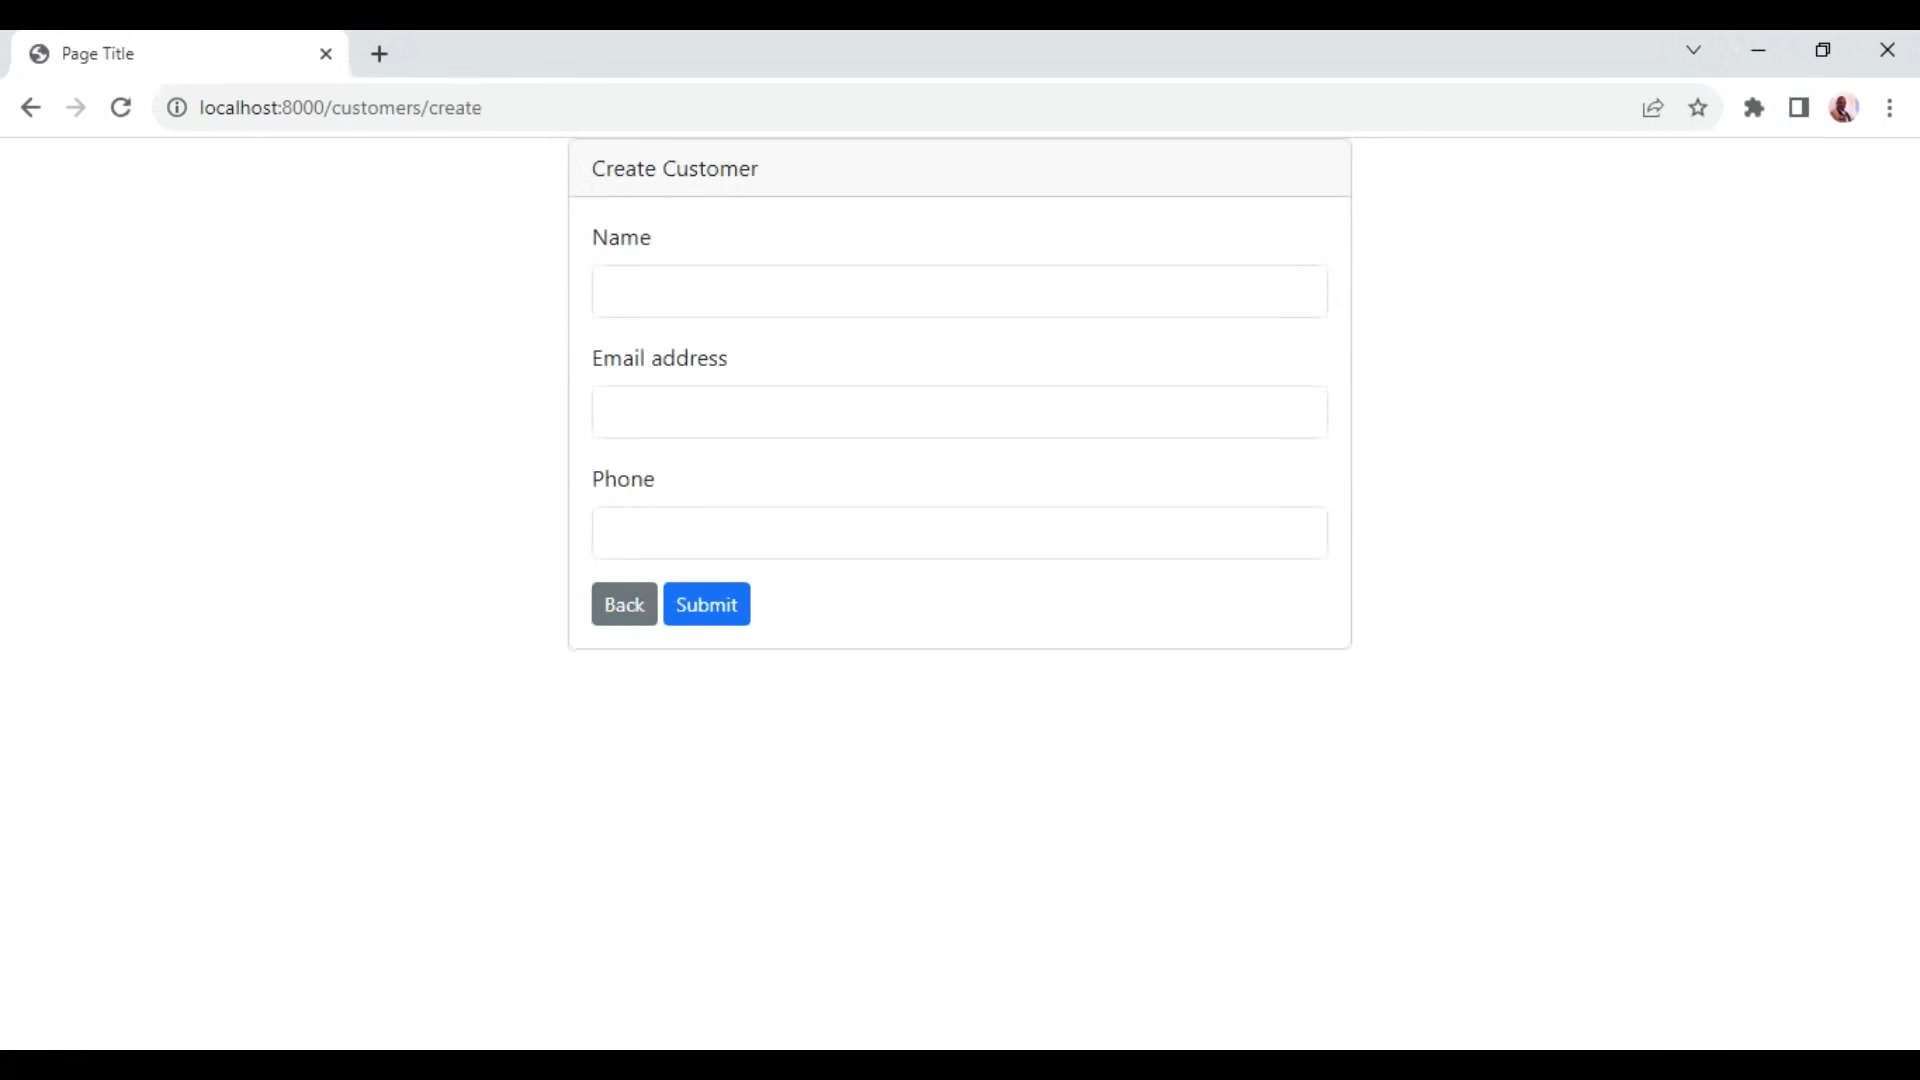 Page Title
localhost:8000/customers/create
Create Customer
Name
Email address
Phone
Back Submit